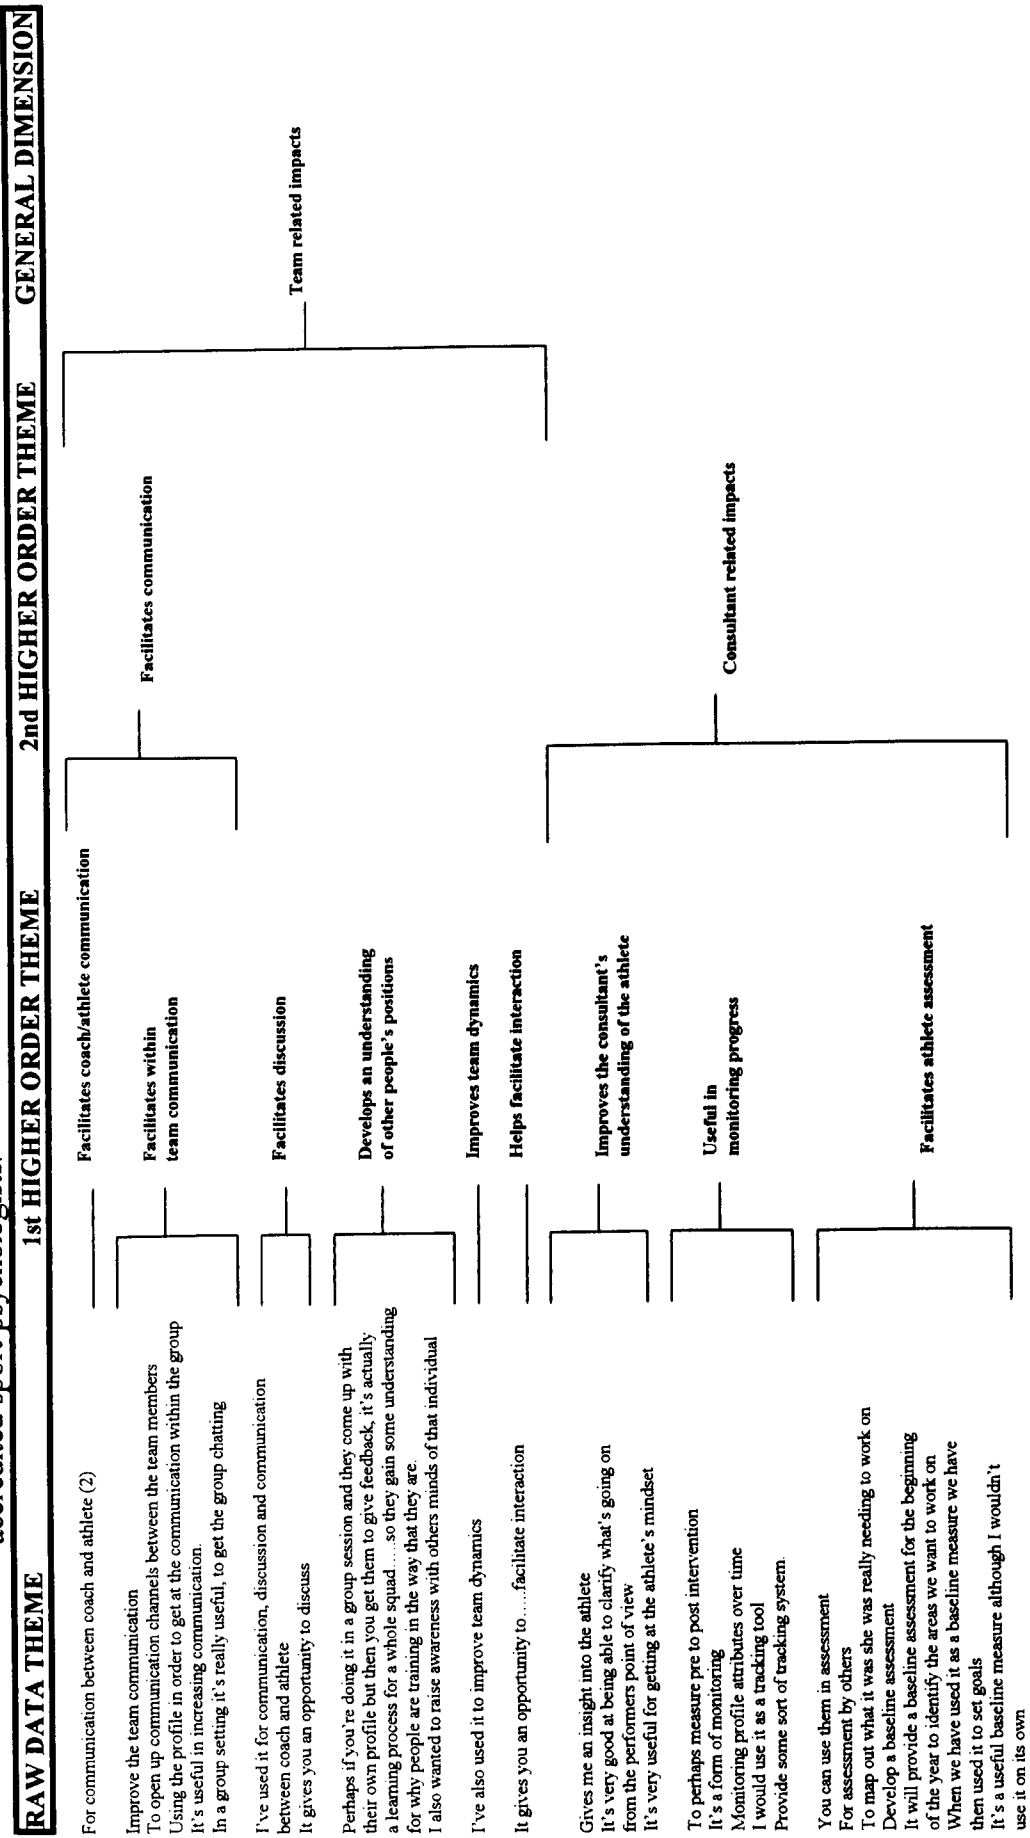 accredited sport psychologists.
RAW DATA THEME
1st HIGHER ORDER THEME
2nd HIGHER ORDER THEME
GENERAL DIMENSION
For communication between coach and athlete (2)
Facilitates coach/athlete communication
Improve the team communication
To open up communication channels between the team members
Using the profile in order to get at the communication within the group
It's useful in increasing communication.
In a group setting it's really useful, to get the group chatting
Facilitates within
team communication
Facilitates communication
I've used it for communication, discussion and communication
between coach and athlete
It gives you an opportunity to discuss
Facilitates discussion
Perhaps if you're doing it in a group session and they come up with
their own profile but then you get them to give feedback, it's actually
a learning process for a whole squad.....so they gain some understanding
for why people are training in the way that they are.
I also wanted to raise awareness with others minds of that individual
Develops an understanding
of other people's positions
Team related impacts
I've also used it to improve team dynamics
Improves team dynamics
It gives you an opportunity to.....facilitate interaction
Helps facilitate interaction
Gives me an insight into the athlete
It's very good at being able to clarify what's going on
from the performers point of view
It's very useful for getting at the athlete's mindset
Improves the consultant's
understanding of the athlete
To perhaps measure pre to post intervention
It's a form of monitoring
Monitoring profile attributes over time
I would use it as a tracking tool
Provide some sort of tracking system.
Useful in
monitoring progress
Consultant related impacts
You can use them in assessment
For assessment by others
To map out what it was she was really needing to work on
Develop a baseline assessment
It will provide a baseline assessment for the beginning
of the year to identify the areas we want to work on
When we have used it as a baseline measure we have
then used it to set goals
It's a useful baseline measure although I wouldn't
use it on its own
Facilitates athlete assessment